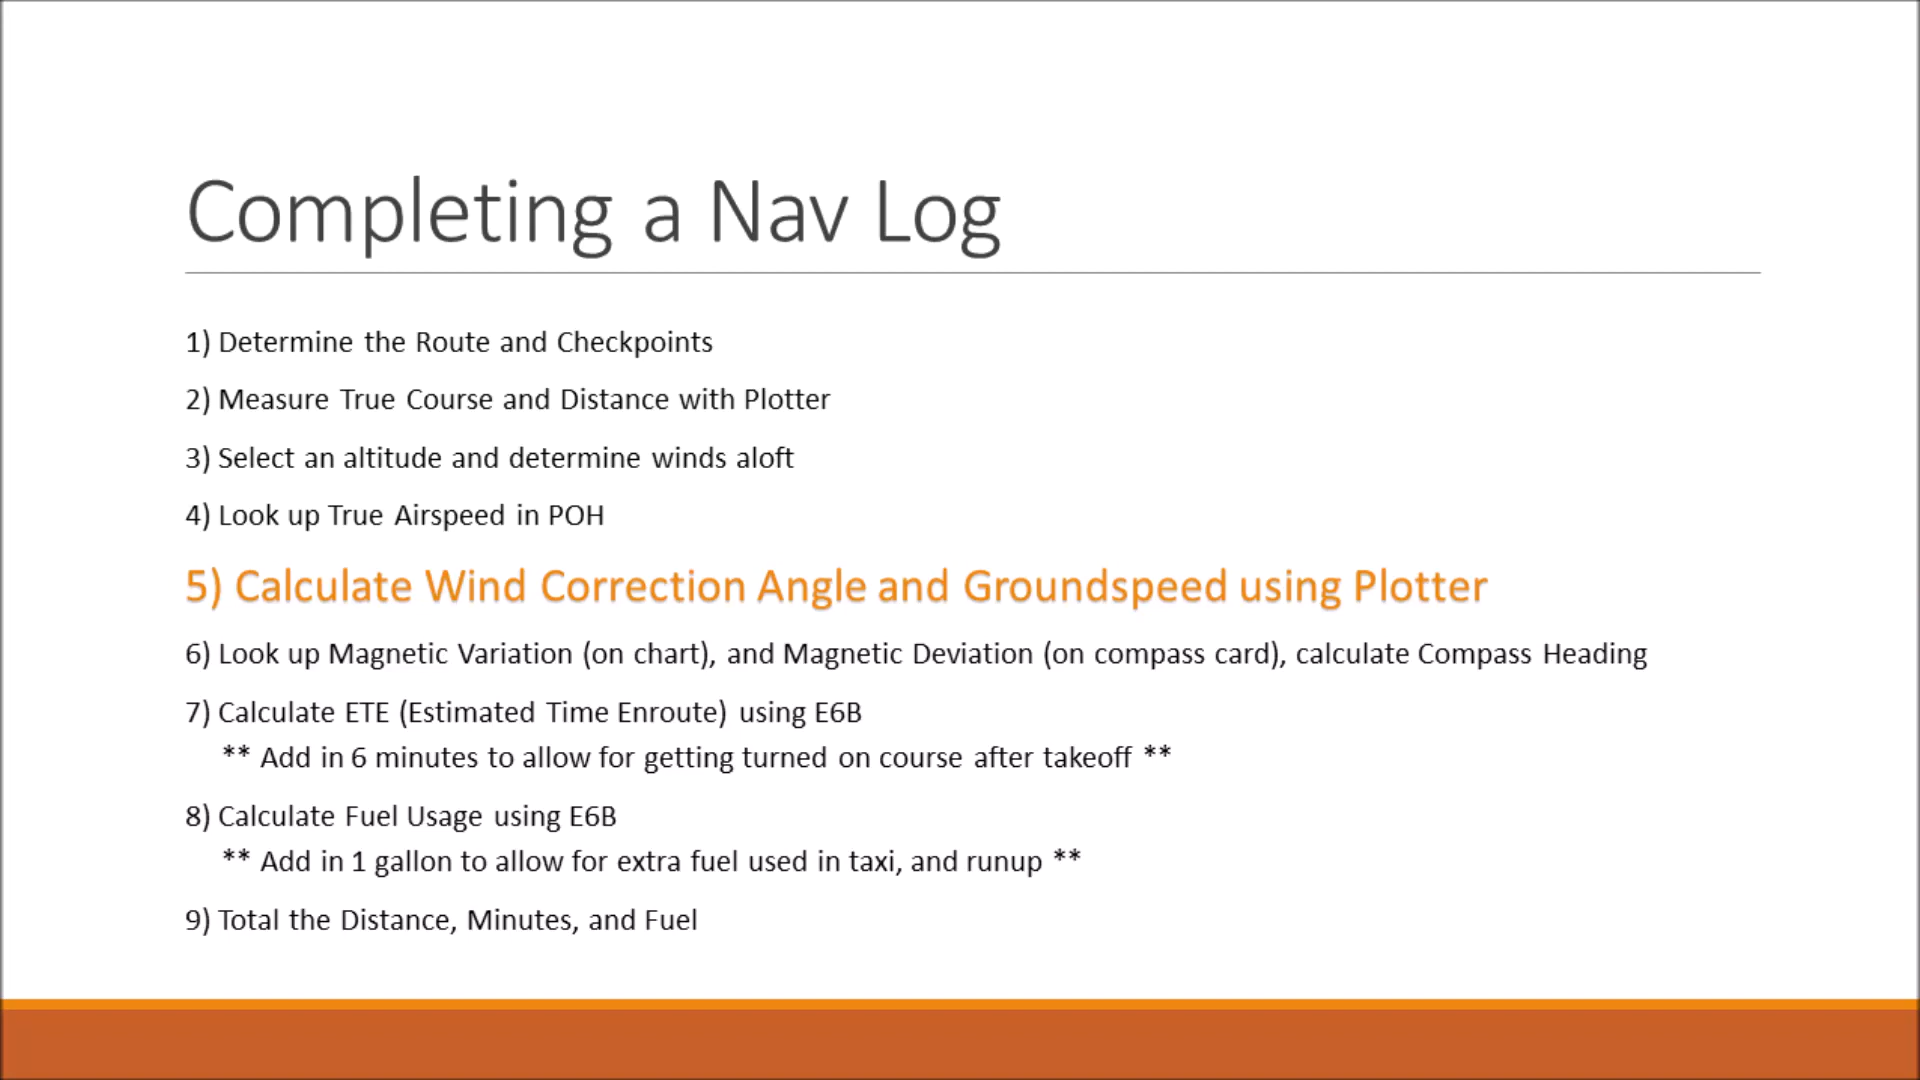 Completing a Nav Log
1) Determine the Route and Checkpoints
2) Measure True Course and Distance with Plotter
3) Select an altitude and determine winds aloft
4) Look up True Airspeed in POH
5) Calculate Wind Correction Angle and Groundspeed using Plotter
6) Look up Magnetic Variation (on chart), and Magnetic Deviation (on compass card), calculate Compass Heading
7) Calculate ETE (Estimated Time Enroute) using E6B
** Add in 6 minutes to allow for getting turned on course after takeoff **
8) Calculate Fuel Usage using E6B
** Add in 1 gallon to allow for extra fuel used in taxi, and runup **
9) Total the Distance, Minutes, and Fuel